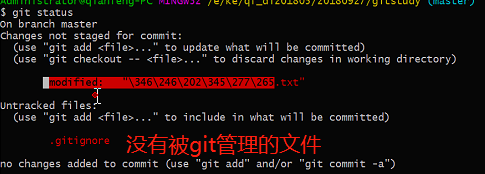 Administrator@qianfeng-PC MINGW32 /e/ke/qf_df201805/20180927/gitstudy (master)
$ git status
On branch master
Changes not staged for commit:
(use "git add <file>..." to update what will be committed)
(use "git checkout -- <file>..." to discard changes in working directory)
modified: "\346\246\202\345\277\265.txt"
Untracked files:
(use "git add <file>..." to include in what will be committed)
.gitignore 没有被git管理的文件
no changes added to commit (use "git add" and/or "git commit -a")